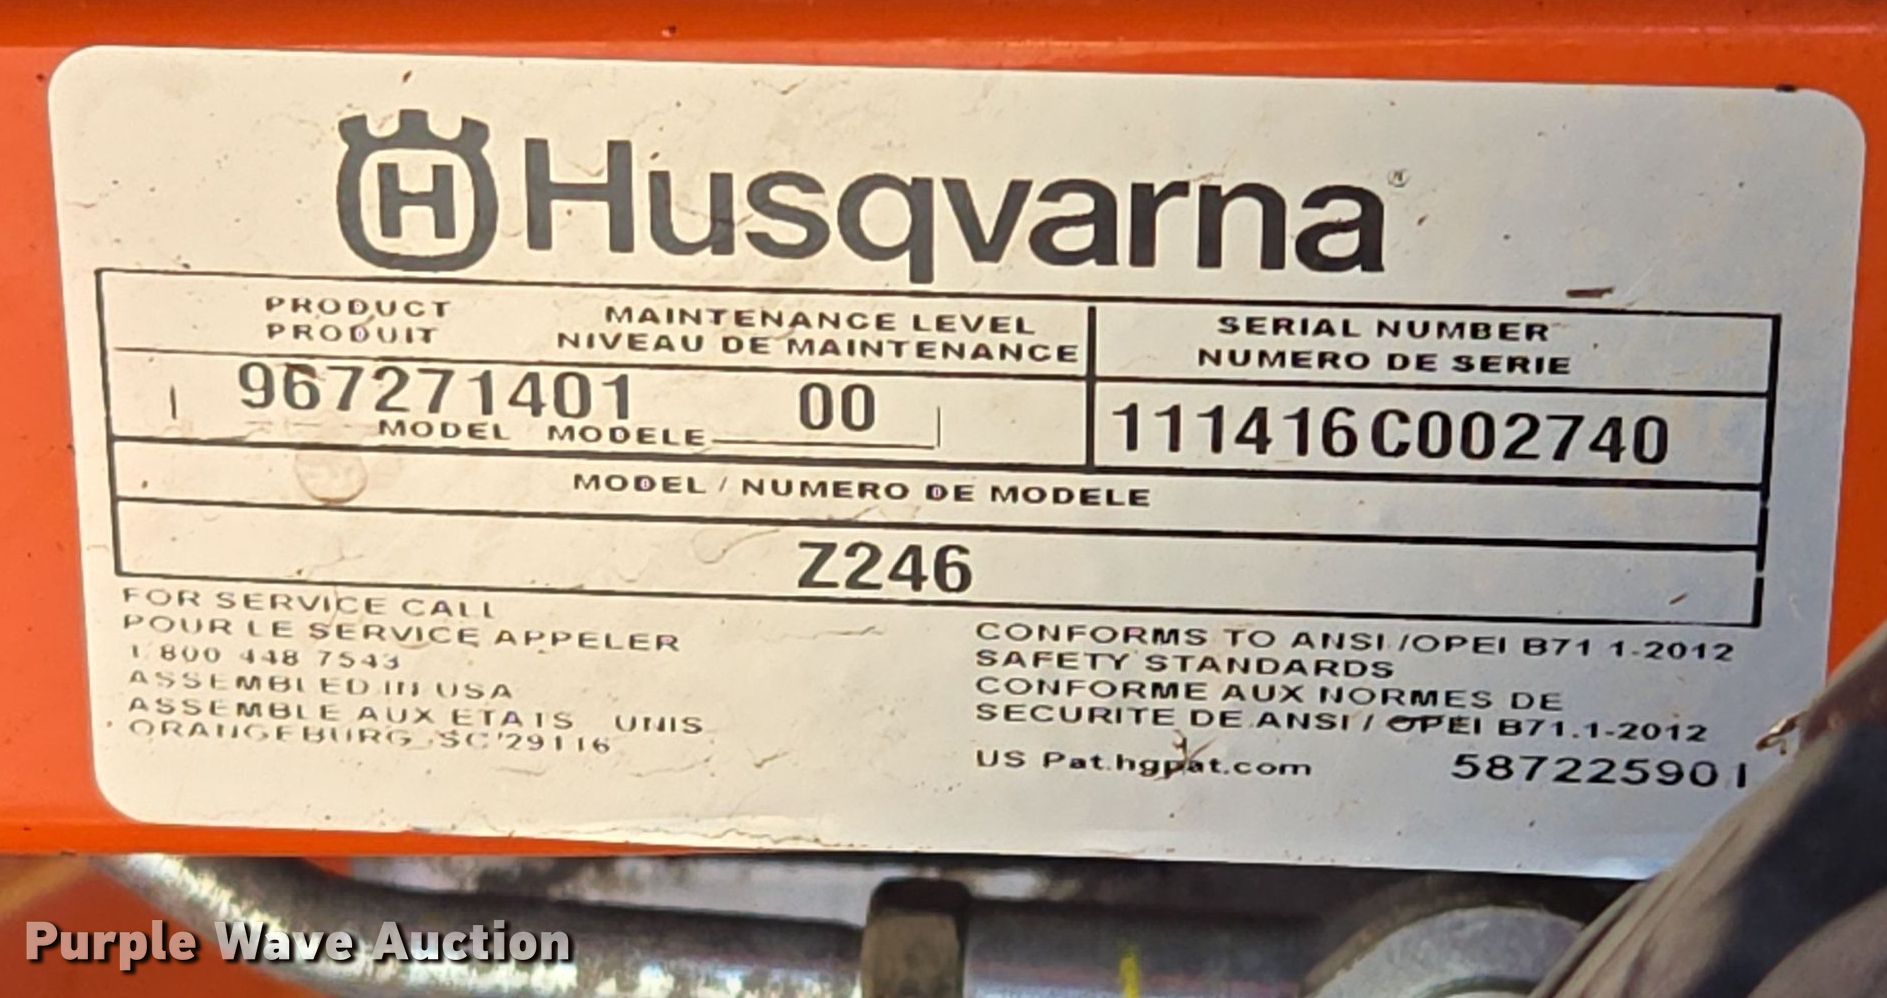 H Husqvarna
PRODUCT MAINTENANCE LEVEL
PRODUIT NIVEAU DE MAINTENANCE
967271401 00
MODEL MODELE
SERIAL NUMBER
NUMERO DE SERIE
111416C002740
MODEL / NUMERO DE MODELE
Z246
FOR SERVICE CALL
POUR LE SERVICE APPELER
1 800 448 7543
ASSEMBLED IN USA
ASSEMBLE AUX ETATS UNIS
ORANGEBURG, SC 29116
CONFORMS TO ANSI /OPEI B71 1-2012
SAFETY STANDARDS
CONFORME AUX NORMES DE
SECURITE DE ANSI / OPEI B71.1-2012
US Pat.hgpat.com 587225901
Purple Wave Auction